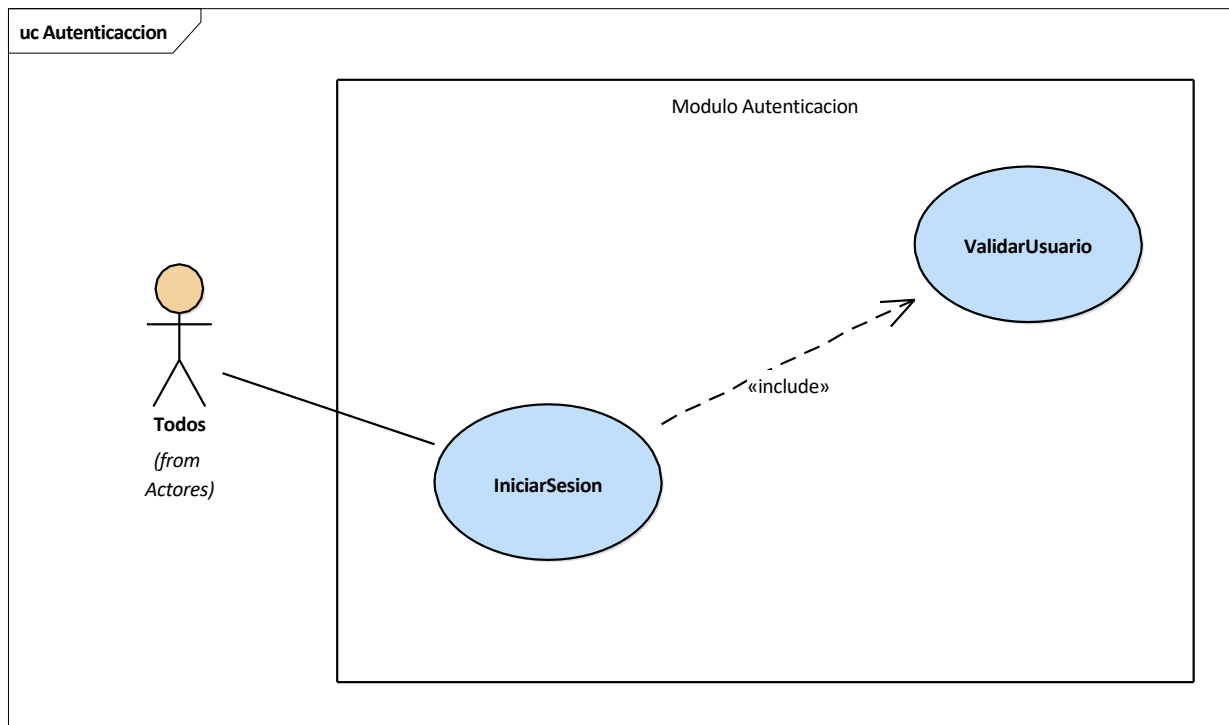 uc Autenticaccion
Modulo Autenticacion
ValidarUsuario
«include»
Todos
(from
Actores)
IniciarSesion